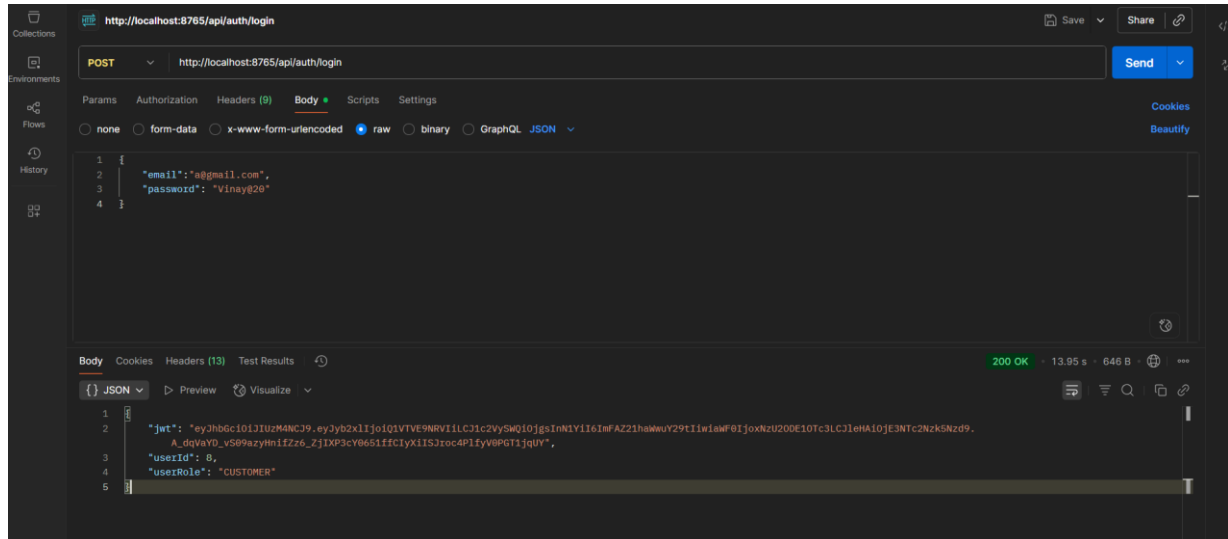 Collections
Environments
Flows
History
HTTP http://localhost:8765/api/auth/login
Save Share
POST http://localhost:8765/api/auth/login Send
Params Authorization Headers (9) Body Scripts Settings Cookies
none form-data x-www-form-urlencoded raw binary GraphQL JSON Beautify
1 {
2 "email":"a@gmail.com",
3 "password": "Vinay@20"
4 }
Body Cookies Headers (13) Test Results 200 OK · 13.95 s · 646 B
{} JSON Preview Visualize
1 {
2 "jwt":
3 "userId": 8,
4 "userRole": "CUSTOMER"
5 }